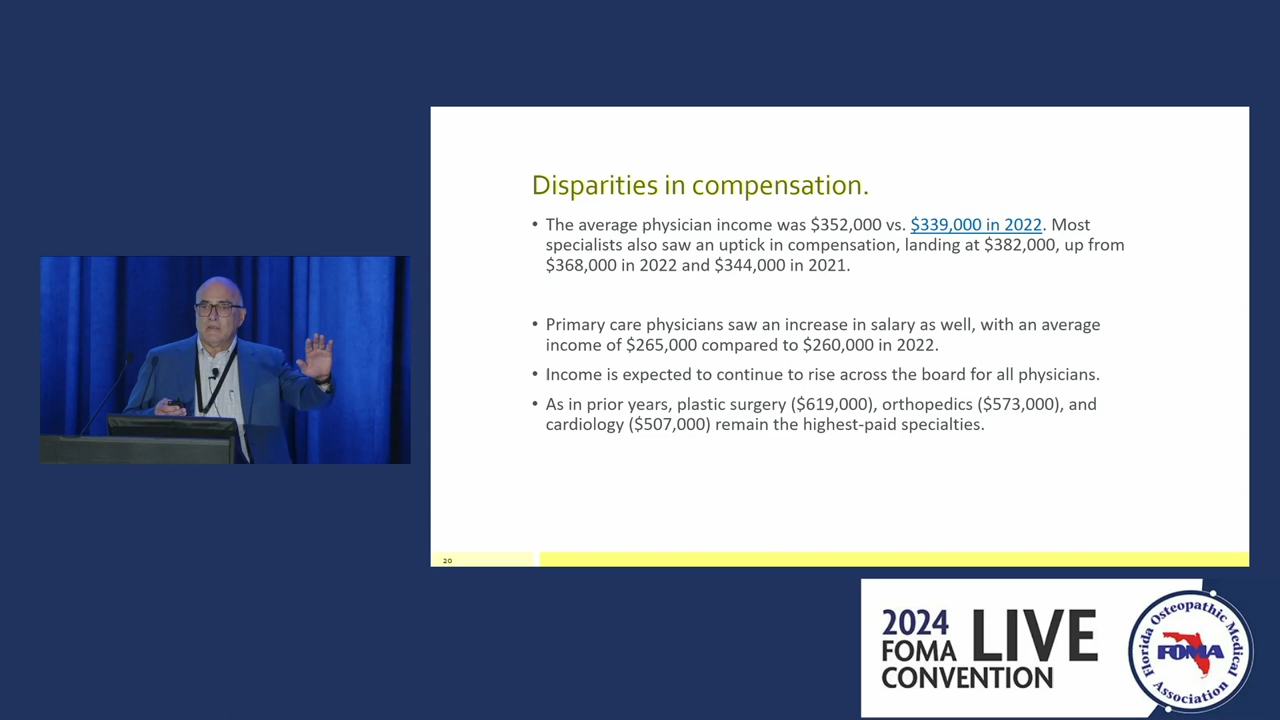 Disparities in compensation.
• The average physician income was $352,000 vs. $339,000 in 2022. Most
specialists also saw an uptick in compensation, landing at $382,000, up from
$368,000 in 2022 and $344,000 in 2021.
• Primary care physicians saw an increase in salary as well, with an average
income of $265,000 compared to $260,000 in 2022.
• Income is expected to continue to rise across the board for all physicians.
• As in prior years, plastic surgery ($619,000), orthopedics ($573,000), and
cardiology ($507,000) remain the highest-paid specialties.
20
2024
FOMA
LIVE
CONVENTION
Florida Osteopathic Medical
FOMA
Association